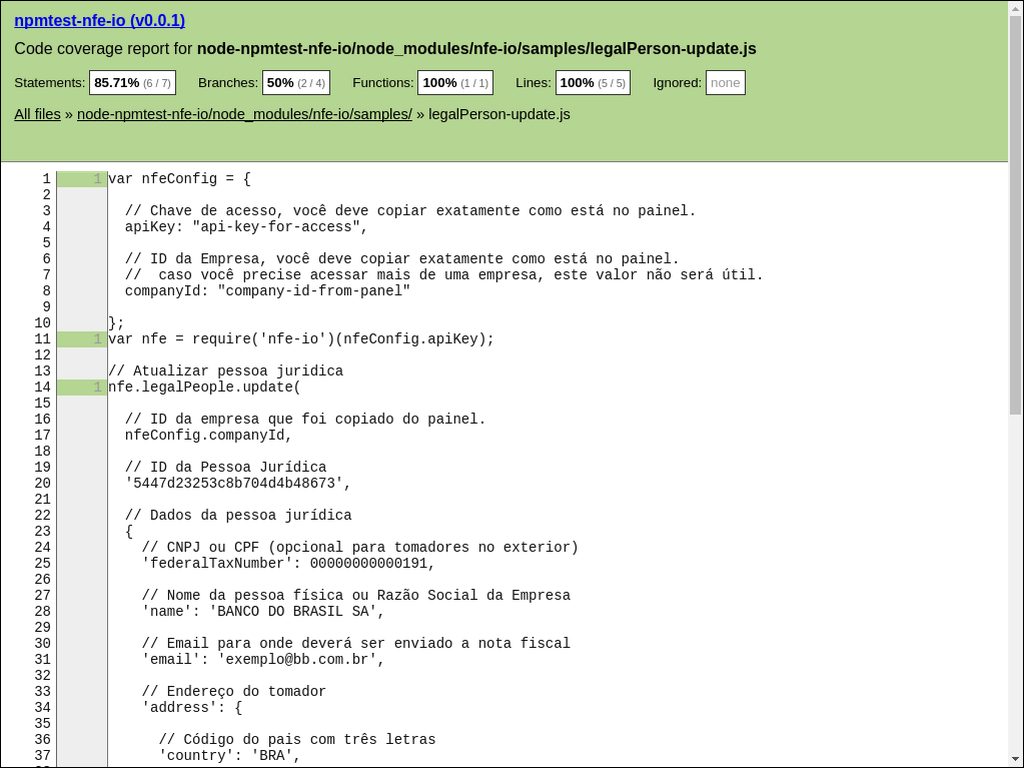 npmtest-nfe-io (v0.0.1)
Code coverage report for node-npmtest-nfe-io/node_modules/nfe-io/samples/legalPerson-update.js
Statements: 85.71% (6 / 7) Branches: 50% (2 / 4) Functions: 100% (1 / 1) Lines: 100% (5 / 5) Ignored: none
All files » node-npmtest-nfe-io/node_modules/nfe-io/samples/ » legalPerson-update.js
1 1 var nfeConfig = {
2
3 // Chave de acesso, você deve copiar exatamente como está no painel.
4 apiKey: "api-key-for-access",
5
6 // ID da Empresa, você deve copiar exatamente como está no painel.
7 //  caso você precise acessar mais de uma empresa, este valor não será útil.
8 companyId: "company-id-from-panel"
9
10 };
11 1 var nfe = require('nfe-io')(nfeConfig.apiKey);
12
13 // Atualizar pessoa juridica
14 1 nfe.legalPeople.update(
15
16 // ID da empresa que foi copiado do painel.
17 nfeConfig.companyId,
18
19 // ID da Pessoa Jurídica
20 '5447d23253c8b704d4b48673',
21
22 // Dados da pessoa jurídica
23 {
24 // CNPJ ou CPF (opcional para tomadores no exterior)
25 'federalTaxNumber': 00000000000191,
26
27 // Nome da pessoa física ou Razão Social da Empresa
28 'name': 'BANCO DO BRASIL SA',
29
30 // Email para onde deverá ser enviado a nota fiscal
31 'email': 'exemplo@bb.com.br',
32
33 // Endereço do tomador
34 'address': {
35
36 // Código do pais com três letras
37 'country': 'BRA',